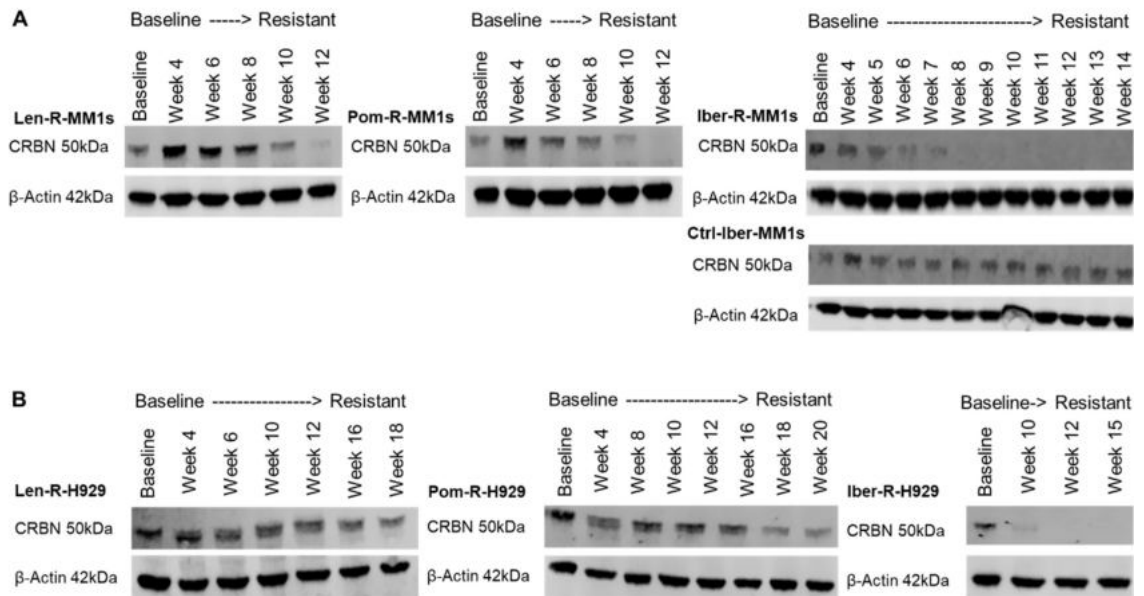 A
Baseline -----> Resistant
Baseline
Week 4
Week 6
Week 8
Week 10
Week 12
Len-R-MM1s
CRBN 50kDa
β-Actin 42kDa
Baseline -----> Resistant
Baseline
Week 4
Week 6
Week 8
Week 10
Week 12
Pom-R-MM1s
CRBN 50kDa
β-Actin 42kDa
Baseline -----------------------> Resistant
Baseline
Week 4
Week 5
Week 6
Week 7
Week 8
Week 9
Week 10
Week 11
Week 12
Week 13
Week 14
Iber-R-MM1s
CRBN 50kDa
β-Actin 42kDa
Ctrl-Iber-MM1s
CRBN 50kDa
β-Actin 42kDa
B
Baseline ----------------> Resistant
Baseline
Week 4
Week 6
Week 10
Week 12
Week 16
Week 18
Len-R-H929
CRBN 50kDa
β-Actin 42kDa
Baseline -----------------> Resistant
Baseline
Week 4
Week 8
Week 10
Week 12
Week 16
Week 18
Week 20
Pom-R-H929
CRBN 50kDa
β-Actin 42kDa
Baseline-> Resistant
Baseline
Week 10
Week 12
Week 15
Iber-R-H929
CRBN 50kDa
β-Actin 42kDa